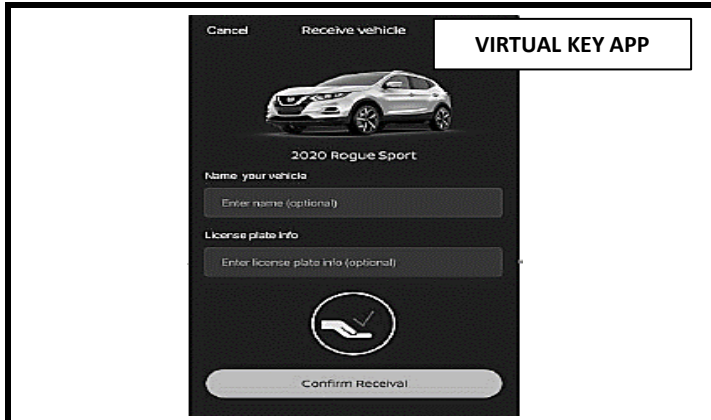 Cancel Receive vehicle
VIRTUAL KEY APP
2020 Rogue Sport
Name your vehicle
Enter name (optional)
License plate info
Enter license plate info (optional)
Confirm Receival